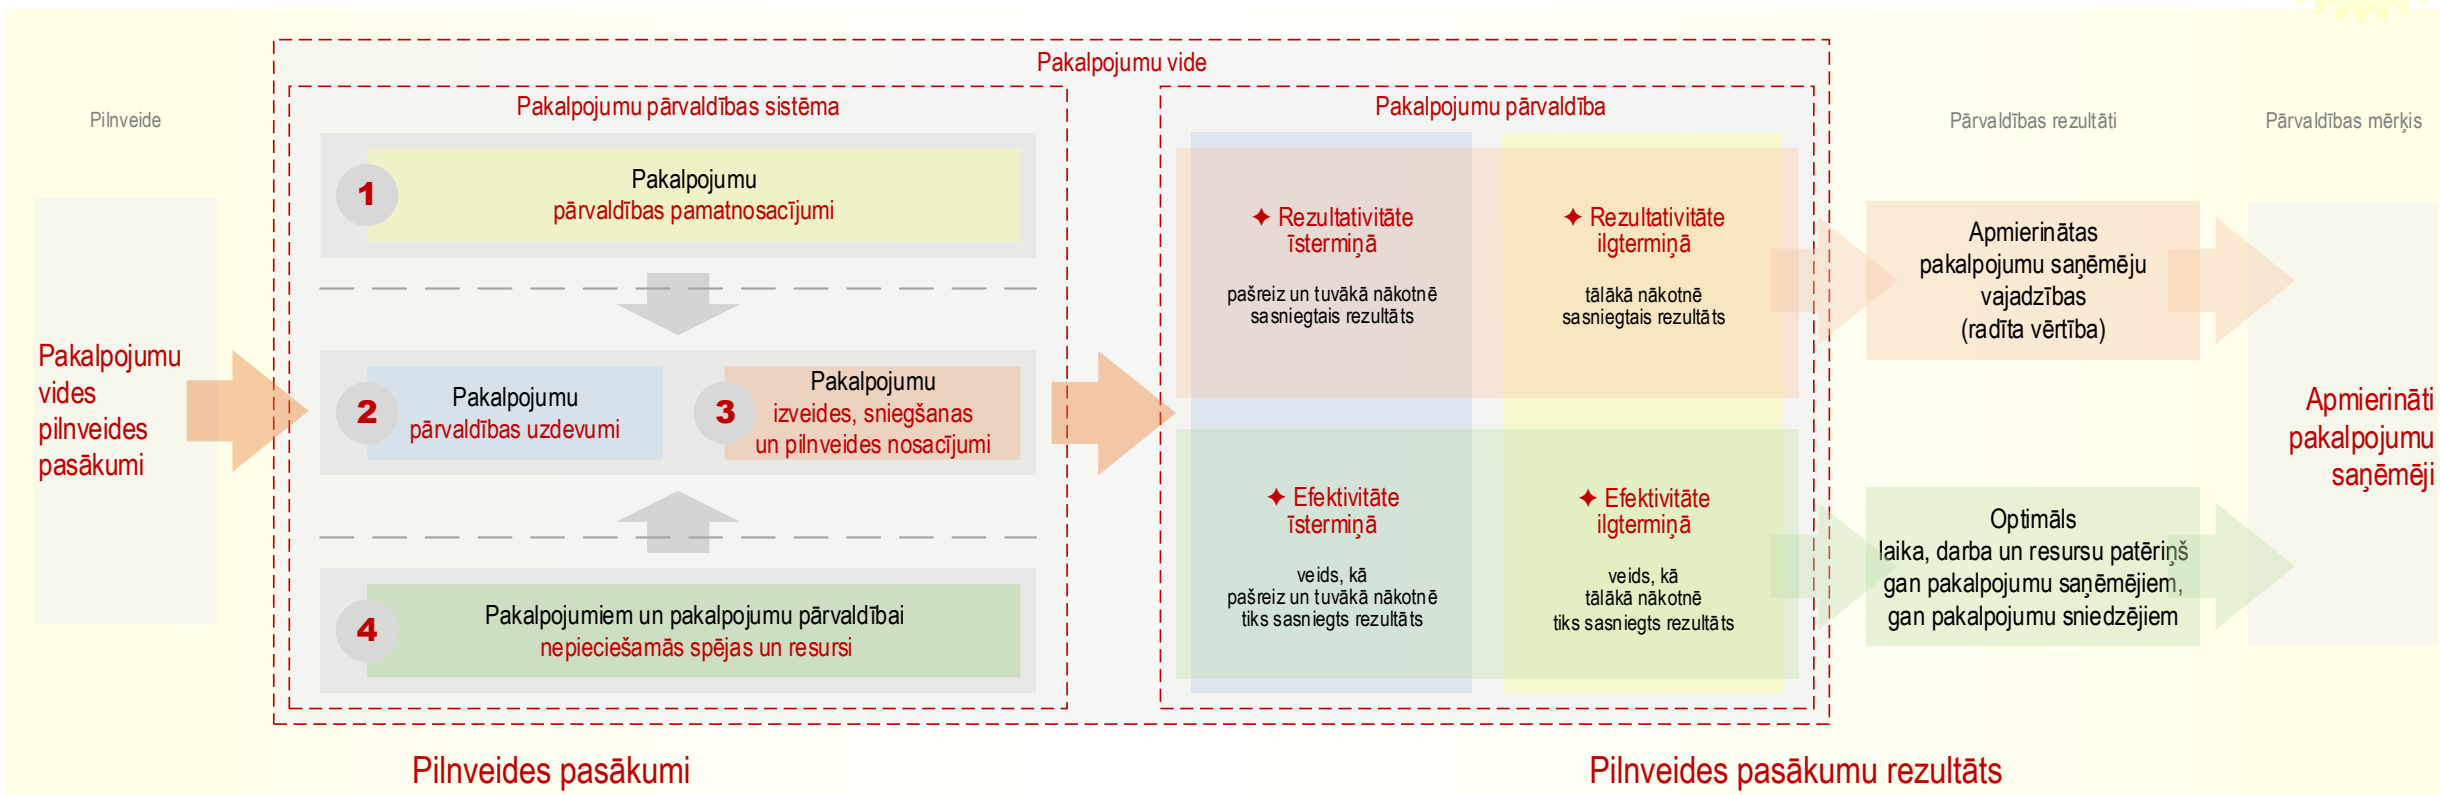 Pakalpojumu vide
Pilnveide
Pakalpojumu
vides
pilnveides
pasākumi
Pakalpojumu pārvaldības sistēma
1
Pakalpojumu
pārvaldības pamatnosacījumi
2
Pakalpojumu
pārvaldības uzdevumi
3
Pakalpojumu
izveides, sniegšanas
un pilnveides nosacījumi
4
Pakalpojumiem un pakalpojumu pārvaldībai
nepieciešamās spējas un resursi
Pakalpojumu pārvaldība
✦ Rezultativitāte
īstermiņā
pašreiz un tuvākā nākotnē
sasniegtais rezultāts
✦ Rezultativitāte
ilgtermiņā
tālākā nākotnē
sasniegtais rezultāts
✦ Efektivitāte
īstermiņā
veids, kā
pašreiz un tuvākā nākotnē
tiks sasniegts rezultāts
✦ Efektivitāte
ilgtermiņā
veids, kā
tālākā nākotnē
tiks sasniegts rezultāts
Pārvaldības rezultāti
Apmierinātas
pakalpojumu saņēmēju
vajadzības
(radīta vērtība)
Optimāls
laika, darba un resursu patēriņš
gan pakalpojumu saņēmējiem,
gan pakalpojumu sniedzējiem
Pārvaldības mērķis
Apmierināti
pakalpojumu
saņēmēji
Pilnveides pasākumi
Pilnveides pasākumu rezultāts